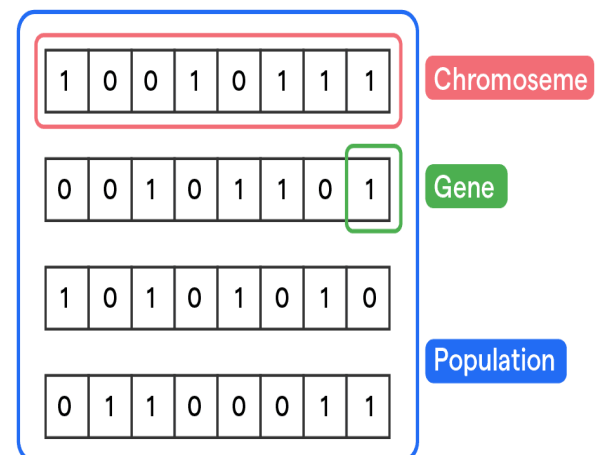 1 0 0 1 0 1 1 1
Chromoseme
0 0 1 0 1 1 0 1
Gene
1 0 1 0 1 0 1 0
Population
0 1 1 0 0 0 1 1